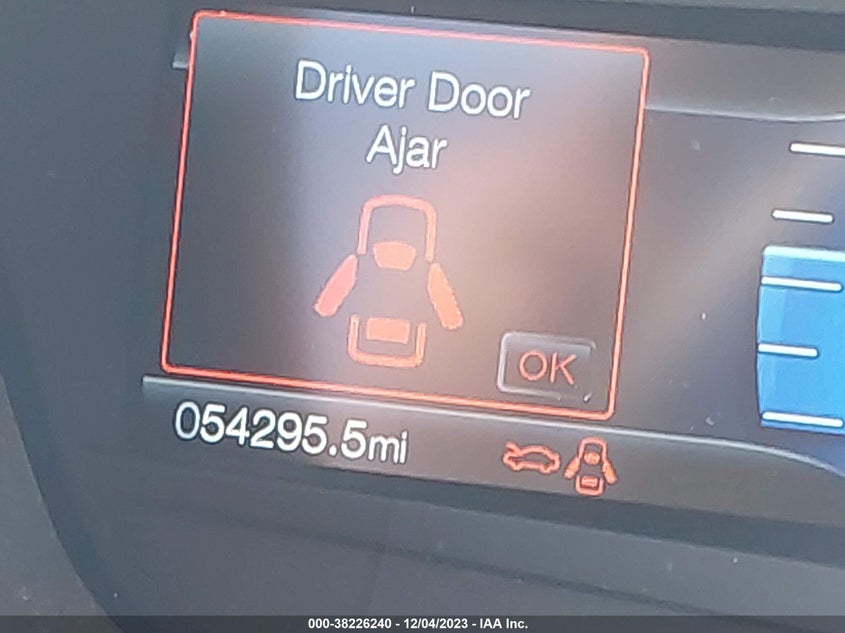 Driver Door
Ajar
OK
054295.5mi
000-38226240 - 12/04/2023 - IAA Inc.